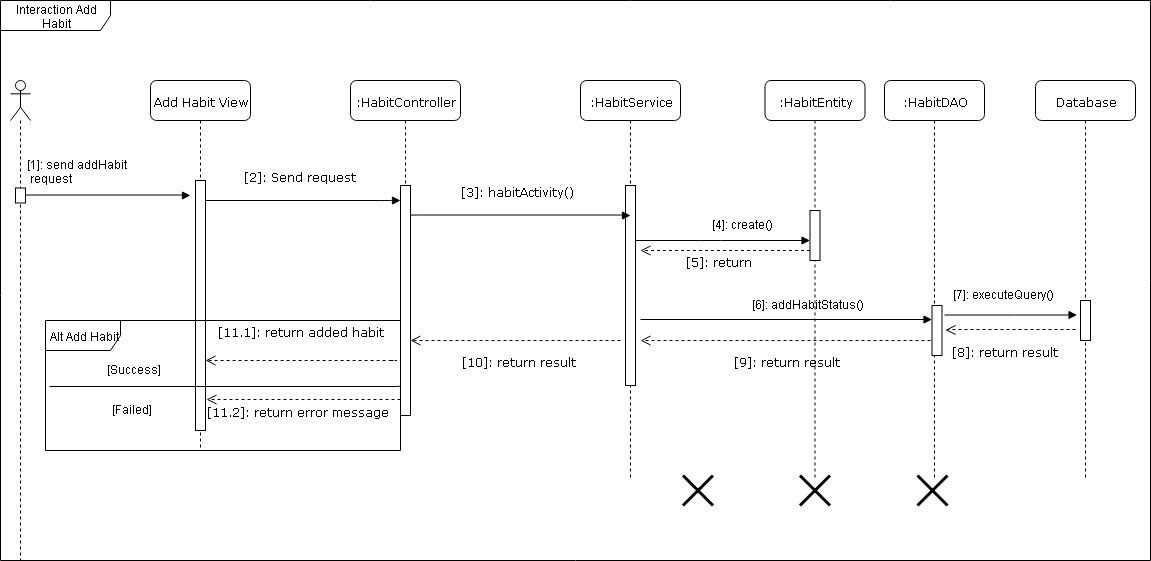 Interaction Add
Habit
Add Habit View
:HabitController
:HabitService
:HabitEntity
:HabitDAO
Database
[1]: send addHabit
request
[2]: Send request
[3]: habitActivity()
[4]: create()
[5]: return
[6]: addHabitStatus()
[7]: executeQuery()
[8]: return result
[9]: return result
[10]: return result
Alt Add Habit
[11.1]: return added habit
[Success]
[Failed]
[11.2]: return error message